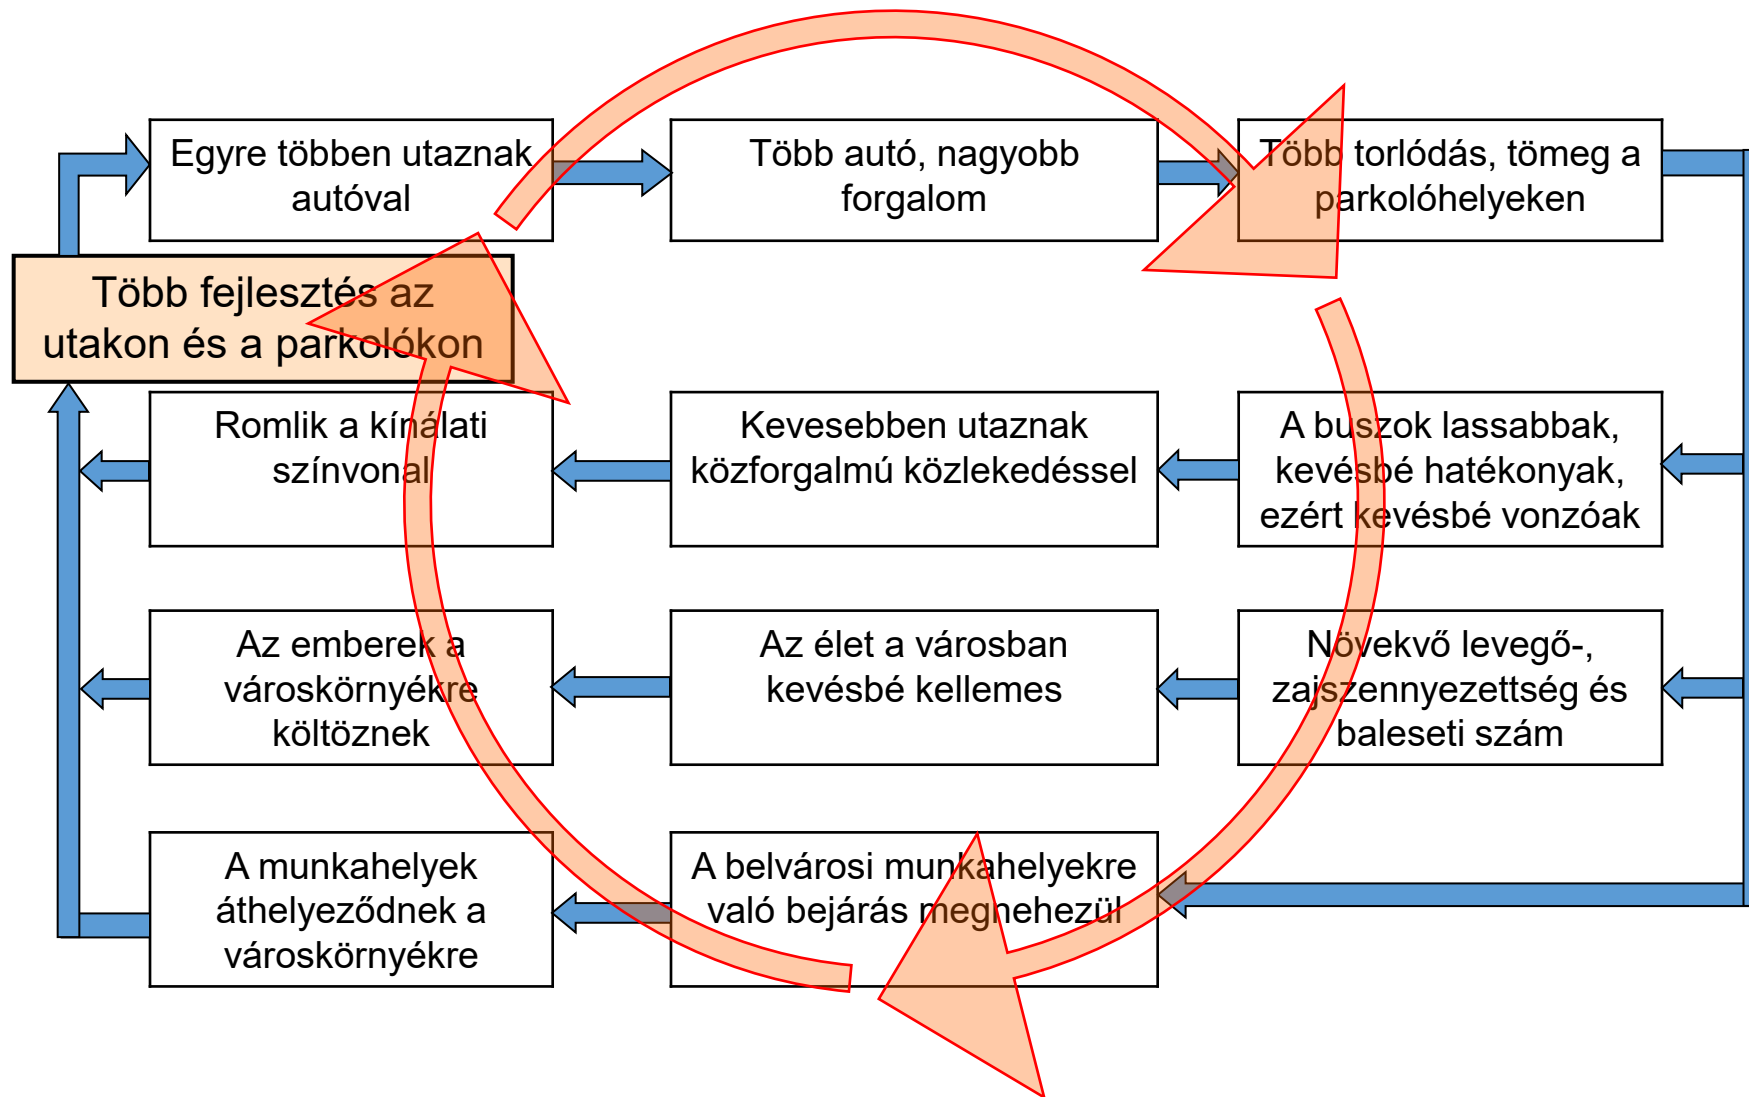 Egyre többen utaznak
autóval
Több autó, nagyobb
forgalom
Több torlódás, tömeg a
parkolóhelyeken
Több fejlesztés az
utakon és a parkolókon
Romlik a kínálati
színvonal
Kevesebben utaznak
közforgalmú közlekedéssel
A buszok lassabbak,
kevésbé hatékonyak,
ezért kevésbé vonzóak
Az emberek a
városkörnyékre
költöznek
Az élet a városban
kevésbé kellemes
Növekvő levegő-,
zajszennyezettség és
baleseti szám
A munkahelyek
áthelyeződnek a
városkörnyékre
A belvárosi munkahelyekre
való bejárás megnehezül